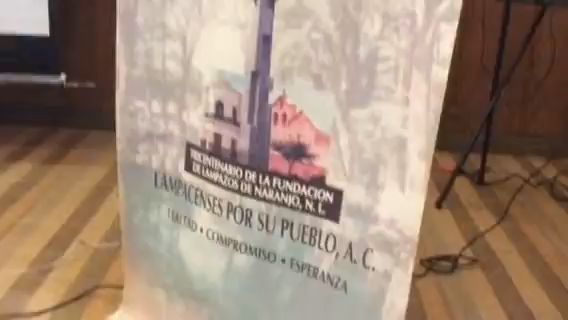 TRICENTENARIO DE LA FUNDACION
DE LAMPAZOS DE NARANJO, N. L.
LAMPACENSES POR SU PUEBLO, A. C.
LEALTAD • COMPROMISO • ESPERANZA